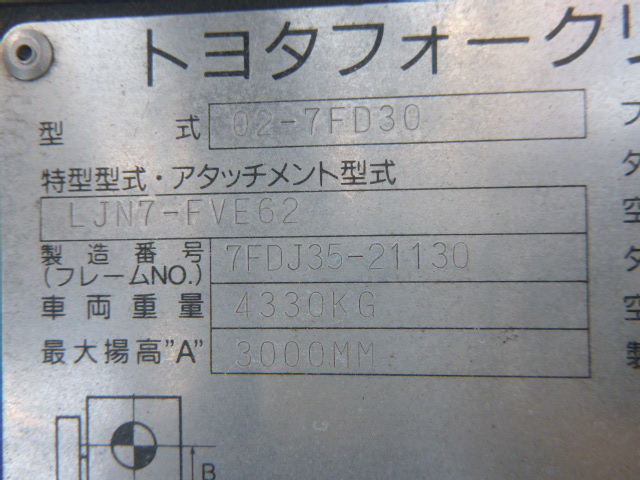 トヨタフォークリ
型 式 02-7FD30
特型型式・アタッチメント型式
LJN7-FVE62
製造番号 7FDJ35-21130
(フレームNO.)
車両重量 4330KG
最大揚高"A" 3000MM
B